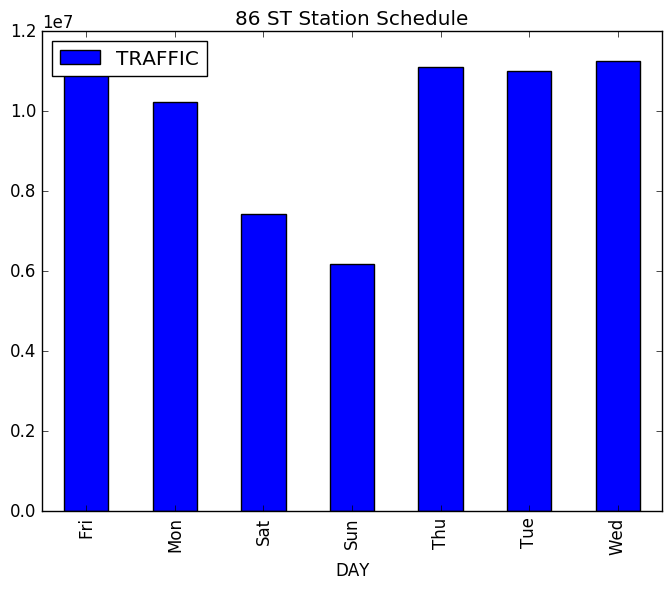 86 ST Station Schedule
1e7
TRAFFIC
1.2
1.0
0.8
0.6
0.4
0.2
0.0
Fri
Mon
Sat
Sun
Thu
Tue
Wed
DAY